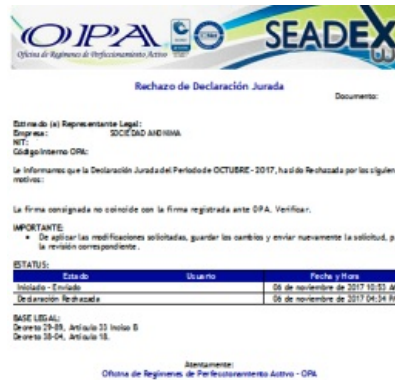 OPA
Oficina de Regímenes de Perfeccionamiento Activo
SEADEX
Rechazo de Declaración Jurada
Documento:
Estimado (a) Representante Legal:
Empresa: SOCIEDAD ANONIMA
NIT:
Código Interno OPA:
Le informamos que la Declaración Jurada del Periodo de OCTUBRE - 2017, ha sido Rechazada por los siguien
motivos:
La firma consignada no coincide con la firma registrada ante OPA. Verificar.
IMPORTANTE:
• De aplicar las modificaciones solicitadas, guardar los cambios y enviar nuevamente la solicitud, p
la revisión correspondiente.
ESTATUS:
Estado Usuario Fecha y Hora
Iniciado - Enviado 06 de noviembre de 2017 10:53 A
Declaración Rechazada 06 de noviembre de 2017 04:34 P
BASE LEGAL:
Decreto 29-89, Artículo 33 Inciso B
Decreto 38-04, Artículo 18.
Atentamente:
Oficina de Regímenes de Perfeccionamiento Activo - OPA